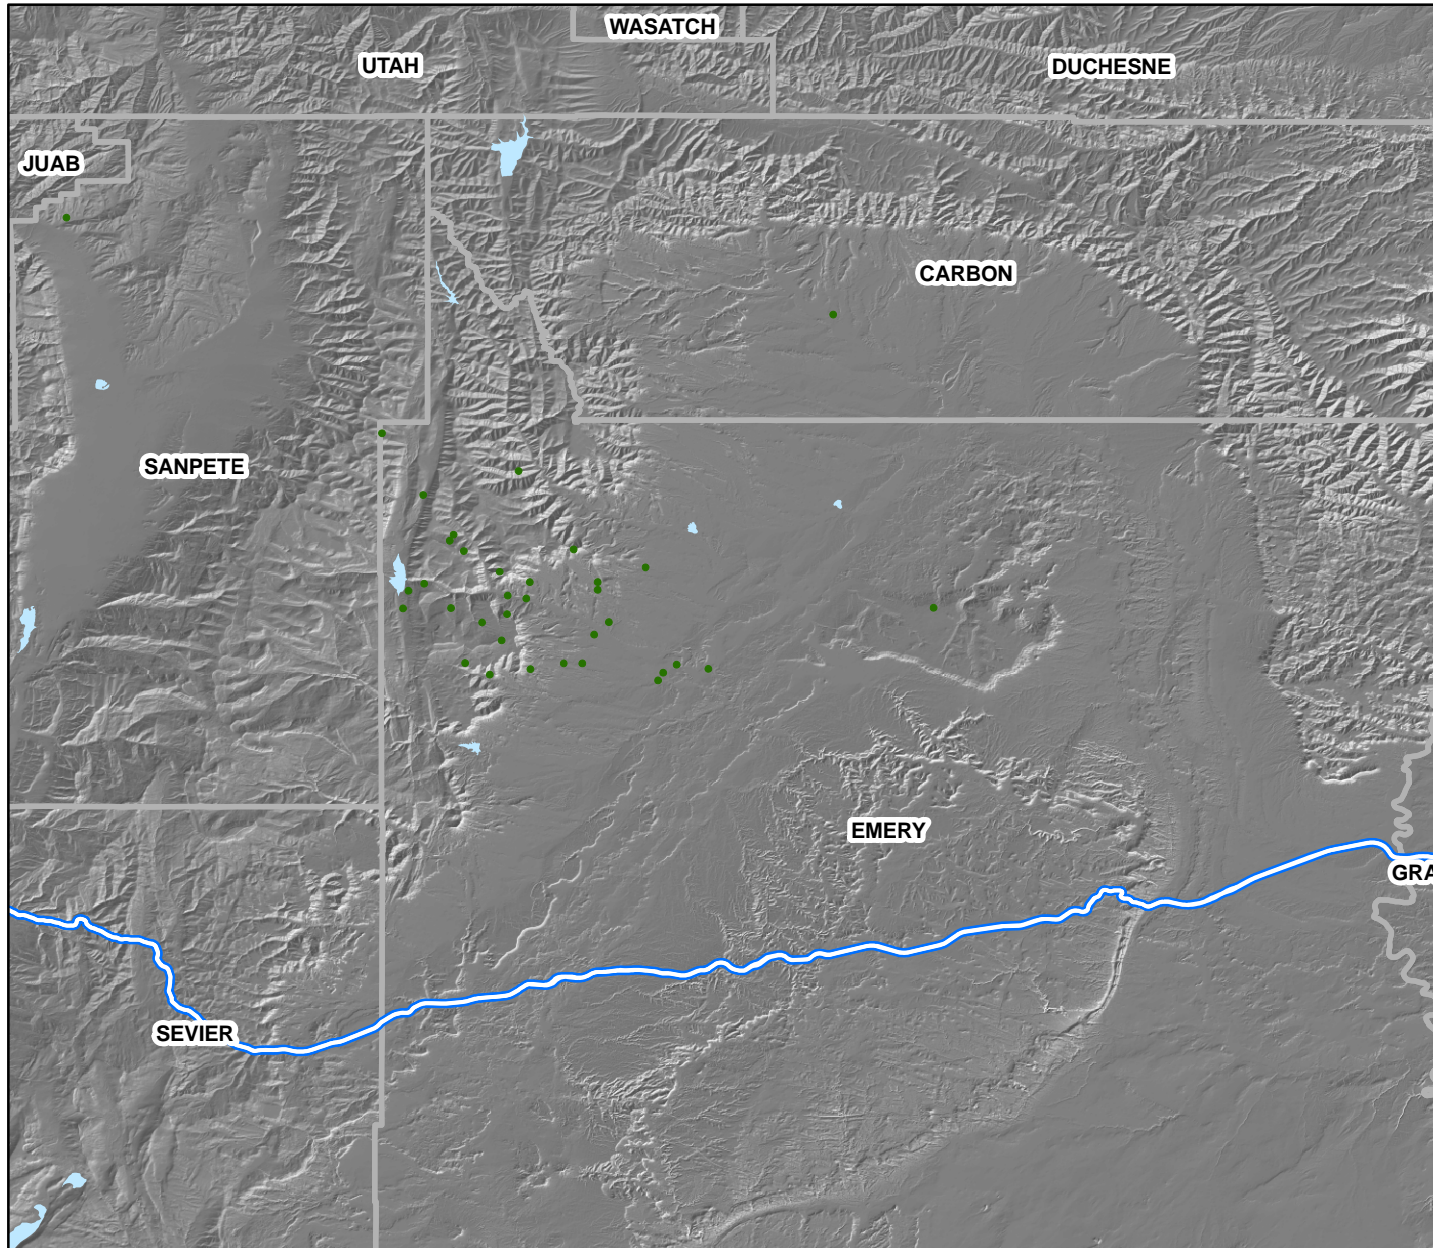 WASATCH
UTAH
DUCHESNE
JUAB
CARBON
SANPETE
EMERY
GRA
SEVIER